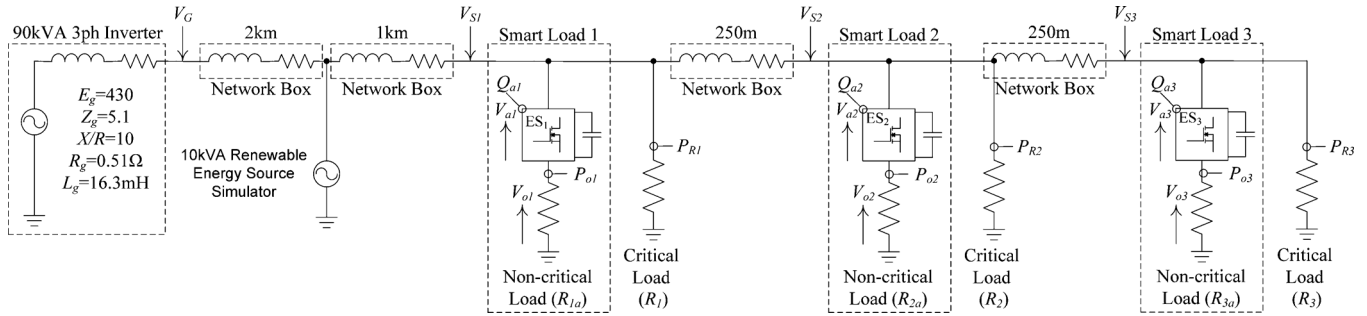 90kVA 3ph Inverter
E_g=430
Z_g=5.1
X/R=10
R_g=0.51Ω
L_g=16.3mH
V_G
2km
Network Box
10kVA Renewable
Energy Source
Simulator
1km
Network Box
V_S1
Smart Load 1
Q_a1
V_a1
ES_1
P_o1
V_o1
Non-critical
Load (R_1a)
P_R1
Critical
Load
(R_1)
250m
Network Box
V_S2
Smart Load 2
Q_a2
V_a2
ES_2
P_o2
V_o2
Non-critical
Load (R_2a)
P_R2
Critical
Load
(R_2)
250m
Network Box
V_S3
Smart Load 3
Q_a3
V_a3
ES_3
P_o3
V_o3
Non-critical
Load (R_3a)
P_R3
Critical
Load
(R_3)